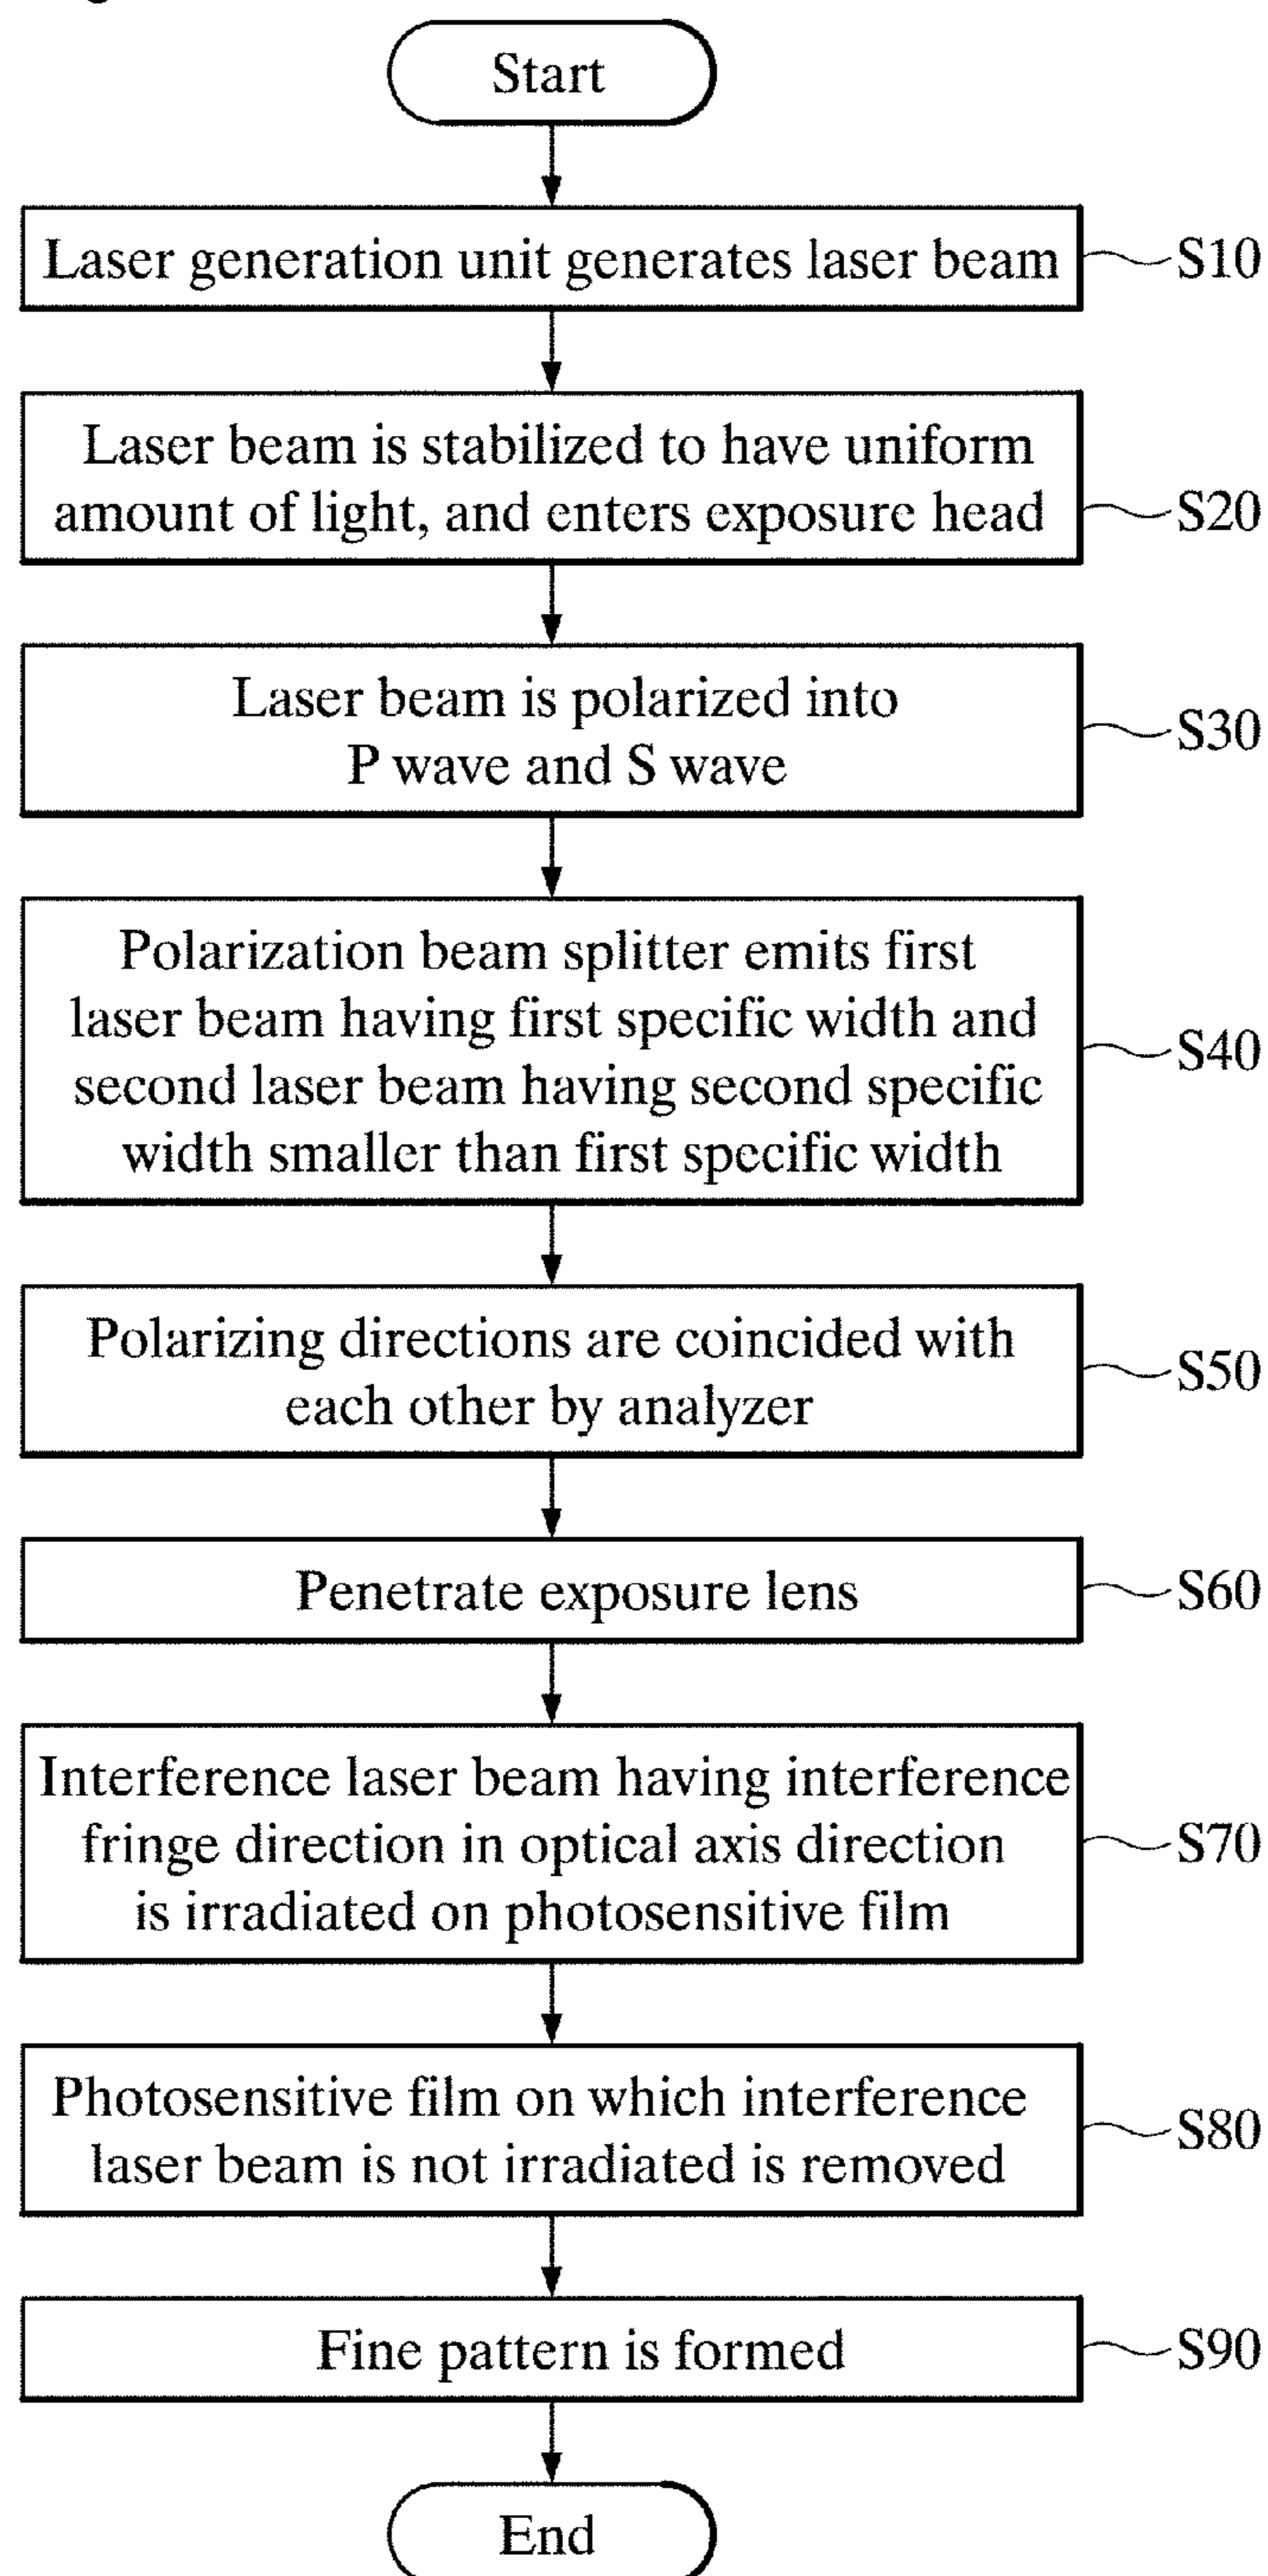 Start
Laser generation unit generates laser beam
S10
Laser beam is stabilized to have uniform
amount of light, and enters exposure head
S20
Laser beam is polarized into
P wave and S wave
S30
Polarization beam splitter emits first
laser beam having first specific width and
second laser beam having second specific
width smaller than first specific width
S40
Polarizing directions are coincided with
each other by analyzer
S50
Penetrate exposure lens
S60
Interference laser beam having interference
fringe direction in optical axis direction
is irradiated on photosensitive film
S70
Photosensitive film on which interference
laser beam is not irradiated is removed
S80
Fine pattern is formed
S90
End